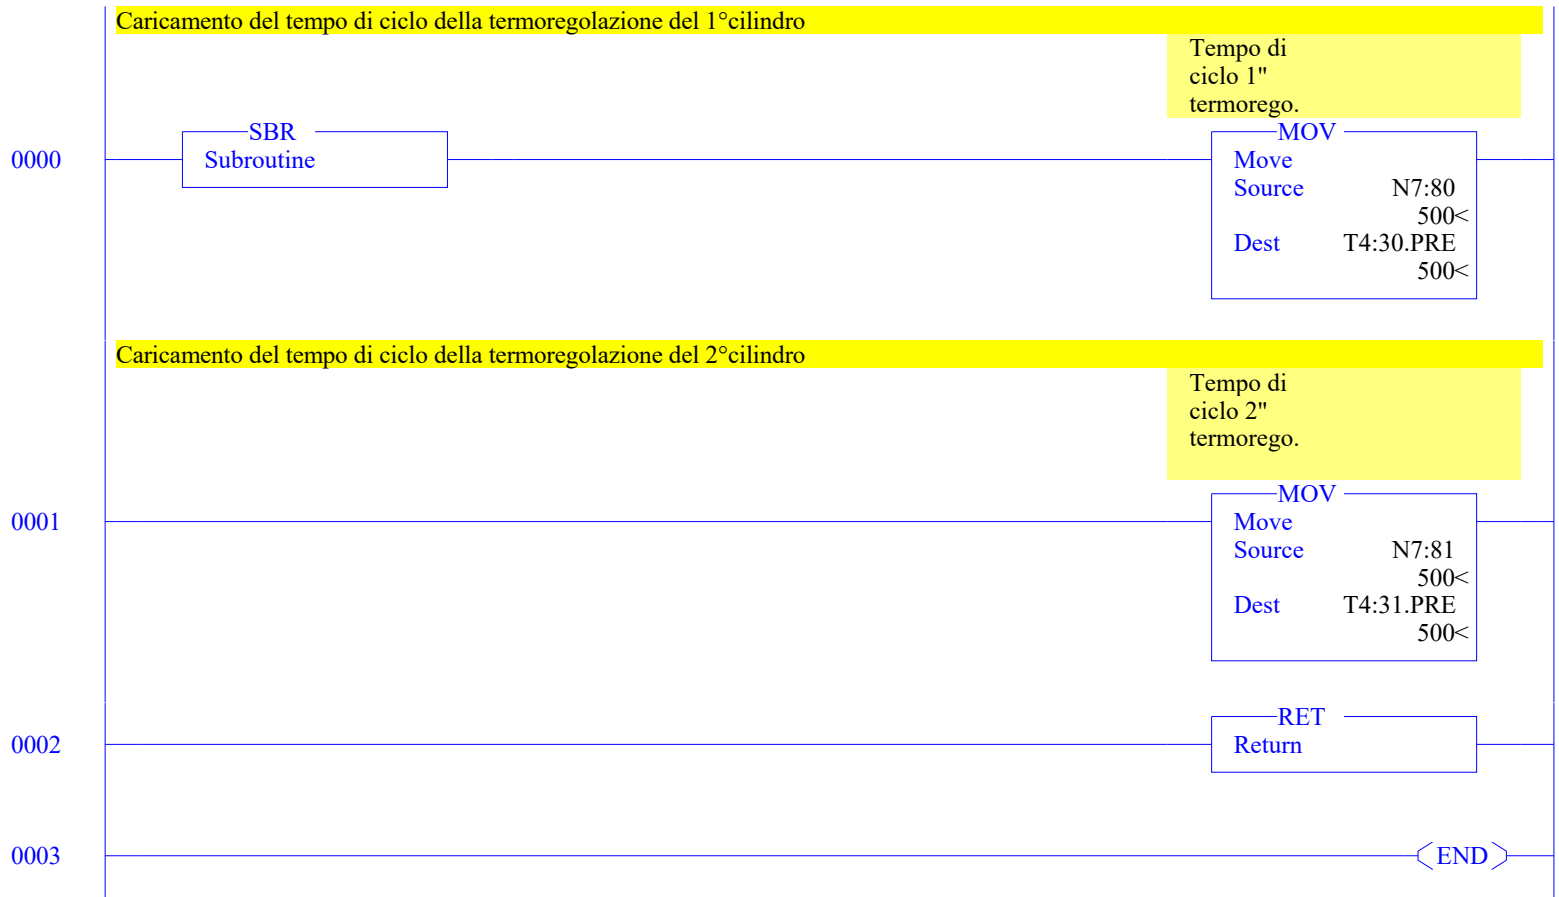 Caricamento del tempo di ciclo della termoregolazione del 1°cilindro
Tempo di
ciclo 1"
termorego.
SBR
MOV
0000
Subroutine
Move
Source N7:80
500<
Dest T4:30.PRE
500<
Caricamento del tempo di ciclo della termoregolazione del 2°cilindro
Tempo di
ciclo 2"
termorego.
MOV
0001
Move
Source N7:81
500<
Dest T4:31.PRE
500<
RET
0002
Return
0003
END